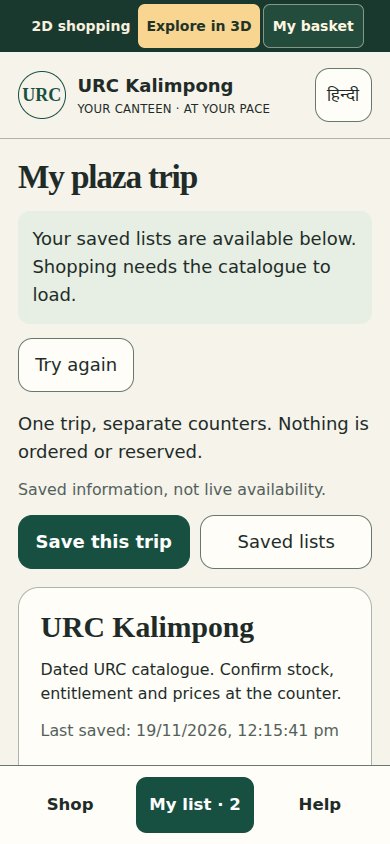 2D shopping Explore in 3D My basket
URC
URC Kalimpong
YOUR CANTEEN · AT YOUR PACE
हिन्दी
My plaza trip
Your saved lists are available below.
Shopping needs the catalogue to
load.
Try again
One trip, separate counters. Nothing is
ordered or reserved.
Saved information, not live availability.
Save this trip Saved lists
URC Kalimpong
Dated URC catalogue. Confirm stock,
entitlement and prices at the counter.
Last saved: 19/11/2026, 12:15:41 pm
Shop My list · 2 Help